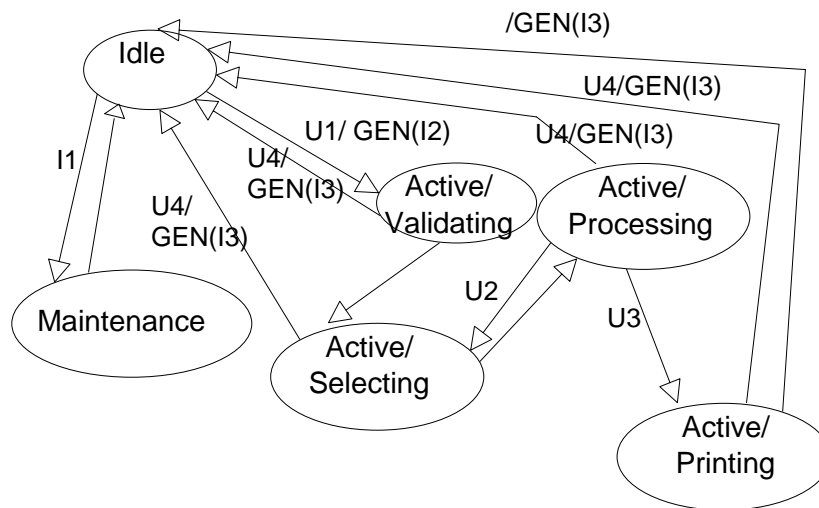 /GEN(I3)
Idle
U4/GEN(I3)
U1/ GEN(I2)
U4/GEN(I3)
I1
U4/
GEN(I3)
Active/
Validating
Active/
Processing
U4/
GEN(I3)
U2
Maintenance
U3
Active/
Selecting
Active/
Printing